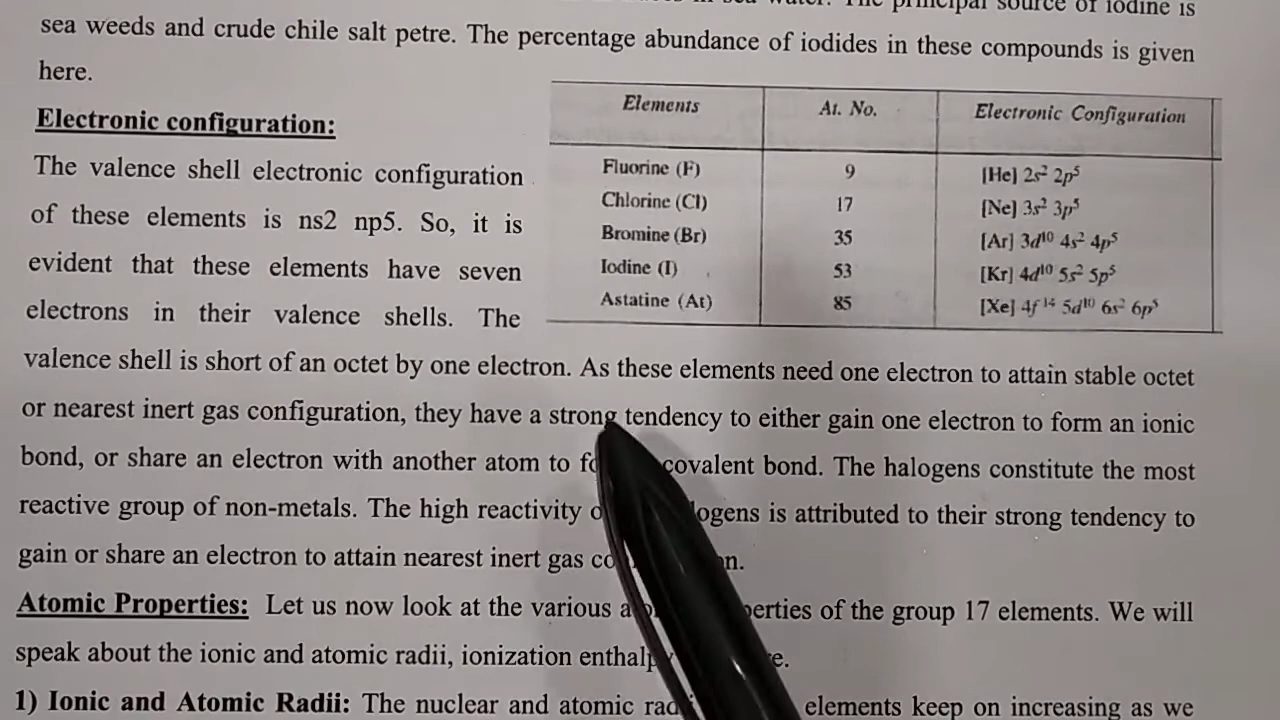 in sea water. The principal source of iodine is
sea weeds and crude chile salt petre. The percentage abundance of iodides in these compounds is given
here.
Electronic configuration:
The valence shell electronic configuration
of these elements is ns2 np5. So, it is
evident that these elements have seven
electrons in their valence shells. The
Elements At. No. Electronic Configuration
Fluorine (F) 9 [He] 2s² 2p⁵
Chlorine (Cl) 17 [Ne] 3s² 3p⁵
Bromine (Br) 35 [Ar] 3d¹⁰ 4s² 4p⁵
Iodine (I) 53 [Kr] 4d¹⁰ 5s² 5p⁵
Astatine (At) 85 [Xe] 4f¹⁴ 5d¹⁰ 6s² 6p⁵
valence shell is short of an octet by one electron. As these elements need one electron to attain stable octet
or nearest inert gas configuration, they have a strong tendency to either gain one electron to form an ionic
bond, or share an electron with another atom to covalent bond. The halogens constitute the most
reactive group of non-metals. The high reactivity is attributed to their strong tendency to
gain or share an electron to attain nearest inert gas
Atomic Properties: Let us now look at the various of the group 17 elements. We will
speak about the ionic and atomic radii, ionization
1) Ionic and Atomic Radii: The nuclear and atomic elements keep on increasing as we